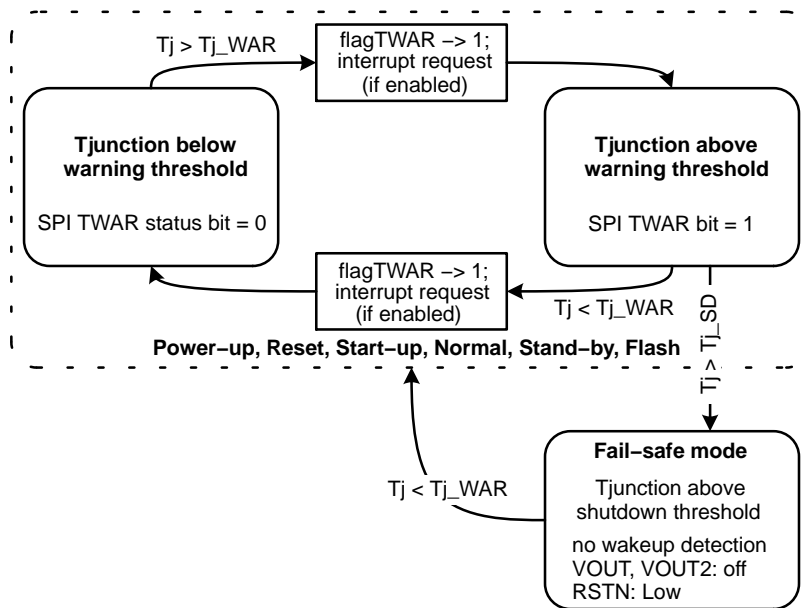 Tj > Tj_WAR
flagTWAR –> 1;
interrupt request
(if enabled)
Tjunction below
warning threshold
SPI TWAR status bit = 0
Tjunction above
warning threshold
SPI TWAR bit = 1
flagTWAR –> 1;
interrupt request
(if enabled)
Tj < Tj_WAR
Tj > Tj_SD
Power–up, Reset, Start–up, Normal, Stand–by, Flash
Tj < Tj_WAR
Fail–safe mode
Tjunction above
shutdown threshold
no wakeup detection
VOUT, VOUT2: off
RSTN: Low